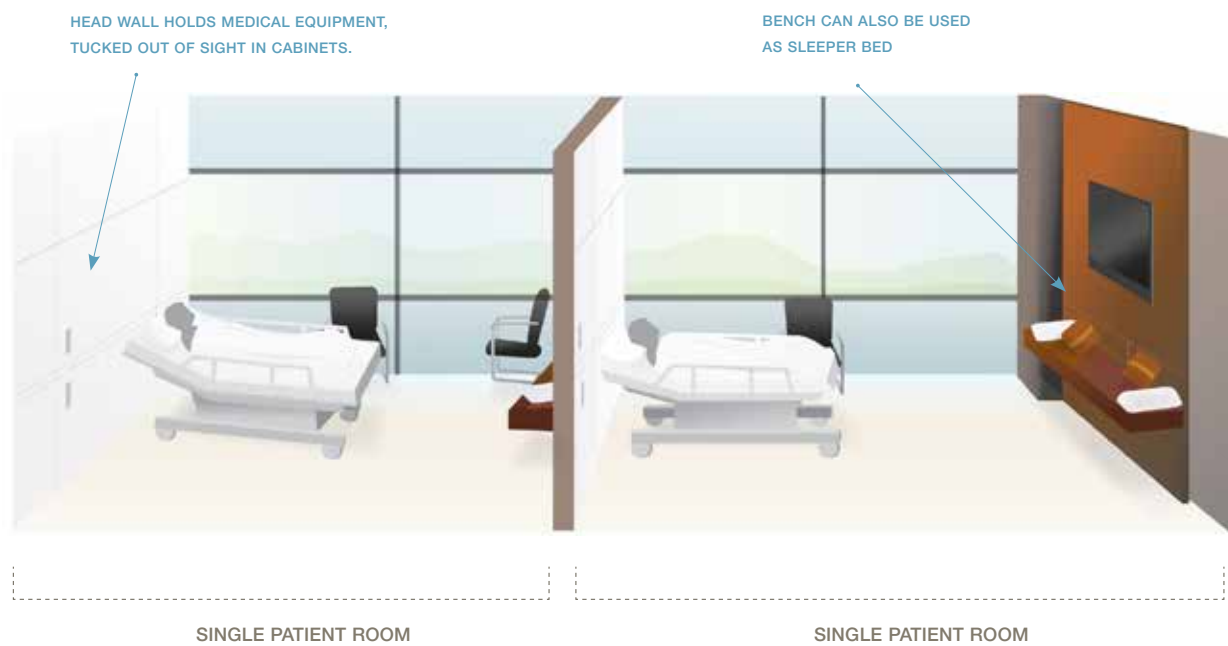 HEAD WALL HOLDS MEDICAL EQUIPMENT,
TUCKED OUT OF SIGHT IN CABINETS.
BENCH CAN ALSO BE USED
AS SLEEPER BED
SINGLE PATIENT ROOM
SINGLE PATIENT ROOM